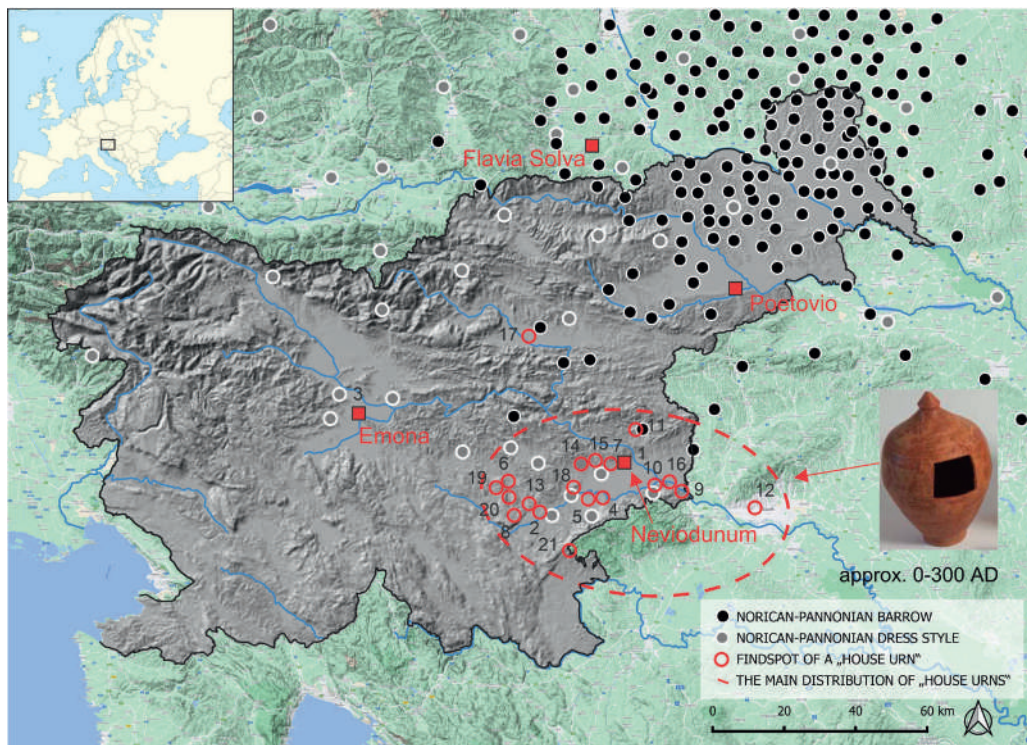 Flavia Solva
Poetovio
17
3
Emona
11
14
15
7
1
6
19
18
10
16
13
9
12
20
2
5
4
8
Neviodunum
21
approx. 0-300 AD
NORICAN-PANNONIAN BARROW
NORICAN-PANNONIAN DRESS STYLE
FINDSPOT OF A „HOUSE URN“
THE MAIN DISTRIBUTION OF „HOUSE URNS“
0 20 40 60 km